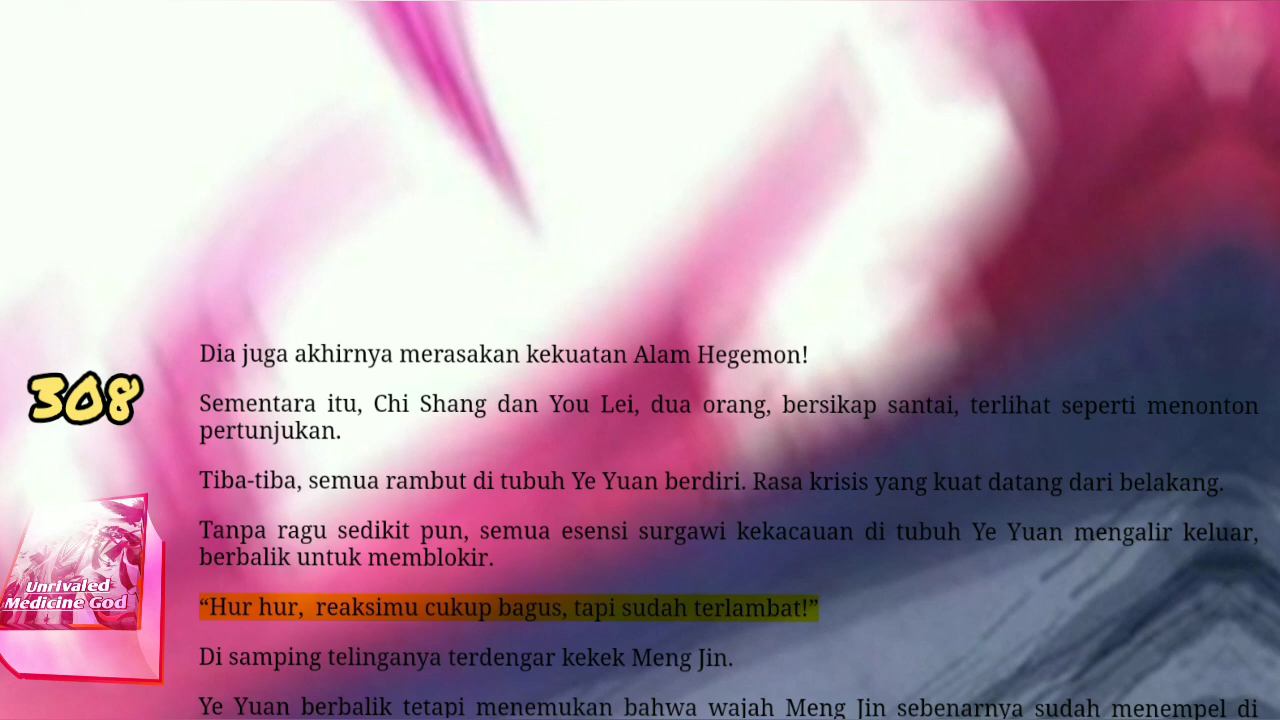 Dia juga akhirnya merasakan kekuatan Alam Hegemon!
308
Sementara itu, Chi Shang dan You Lei, dua orang, bersikap santai, terlihat seperti menonton
pertunjukan.
Tiba-tiba, semua rambut di tubuh Ye Yuan berdiri. Rasa krisis yang kuat datang dari belakang.
Tanpa ragu sedikit pun, semua esensi surgawi kekacauan di tubuh Ye Yuan mengalir keluar,
berbalik untuk memblokir.
Unrivaled
Medicine God
“Hur hur,  reaksimu cukup bagus, tapi sudah terlambat!”
Di samping telinganya terdengar kekek Meng Jin.
Ye Yuan berbalik tetapi menemukan bahwa wajah Meng Jin sebenarnya sudah menempel di